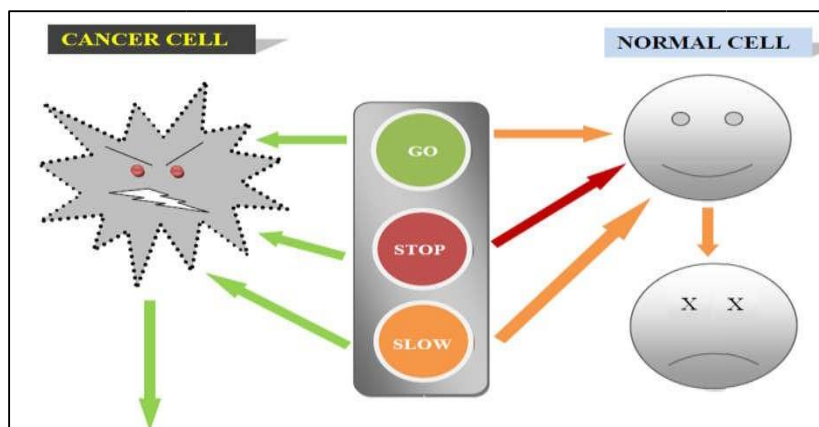 CANCER CELL
NORMAL CELL
GO
STOP
SLOW
X X